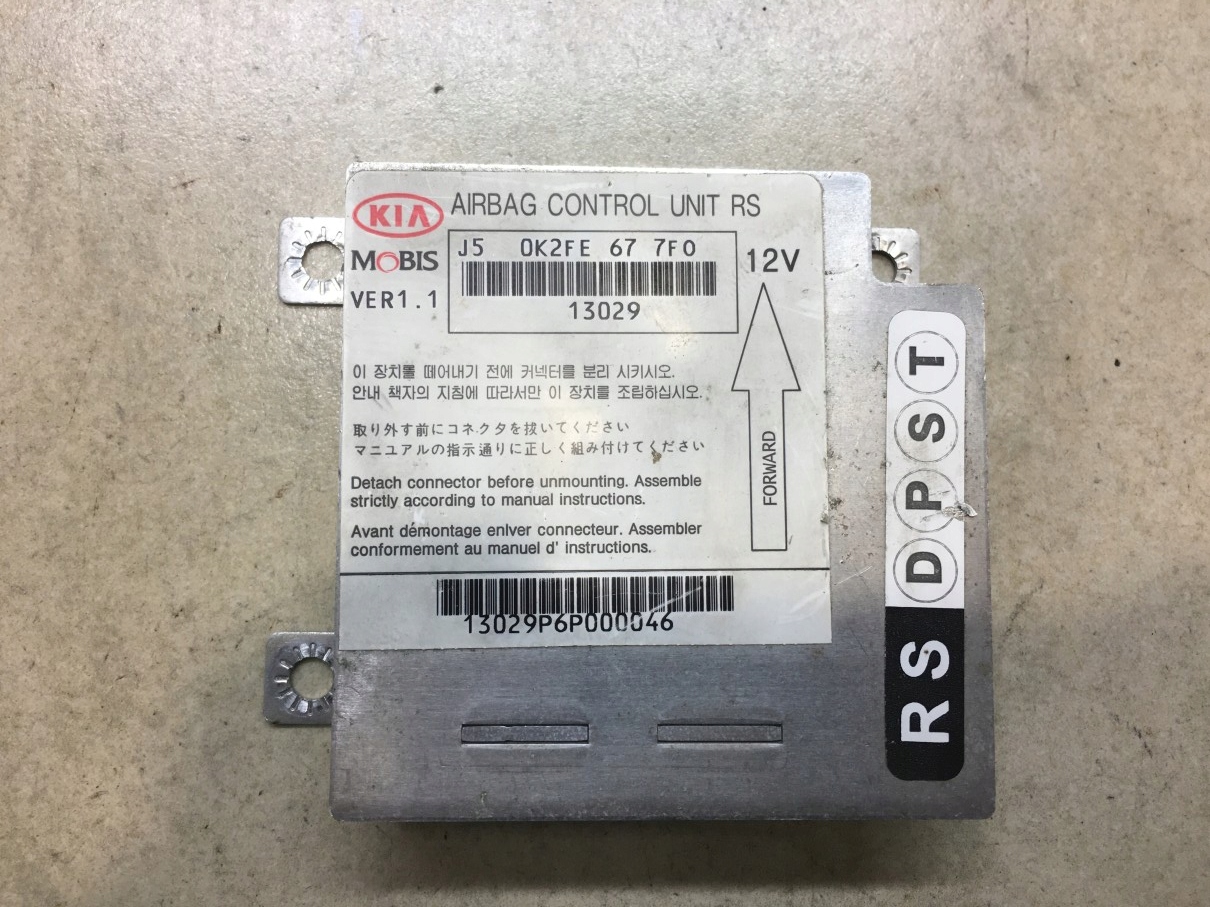 KIA
AIRBAG CONTROL UNIT RS
MOBIS
J5 0K2FE 67 7F0
12V
VER1.1
13029
이 장치를 떼어내기 전에 커넥터를 분리 시키시오.
안내 책자의 지침에 따라서만 이 장치를 조립하십시오.
取り外す前にコネクタを抜いてください
マニュアルの指示通りに正しく組み付けてください
Detach connector before unmounting. Assemble
strictly according to manual instructions.
Avant démontage enlver connecteur. Assembler
conformement au manuel d' instructions.
FORWARD
13029P6P000046
RS D P S T